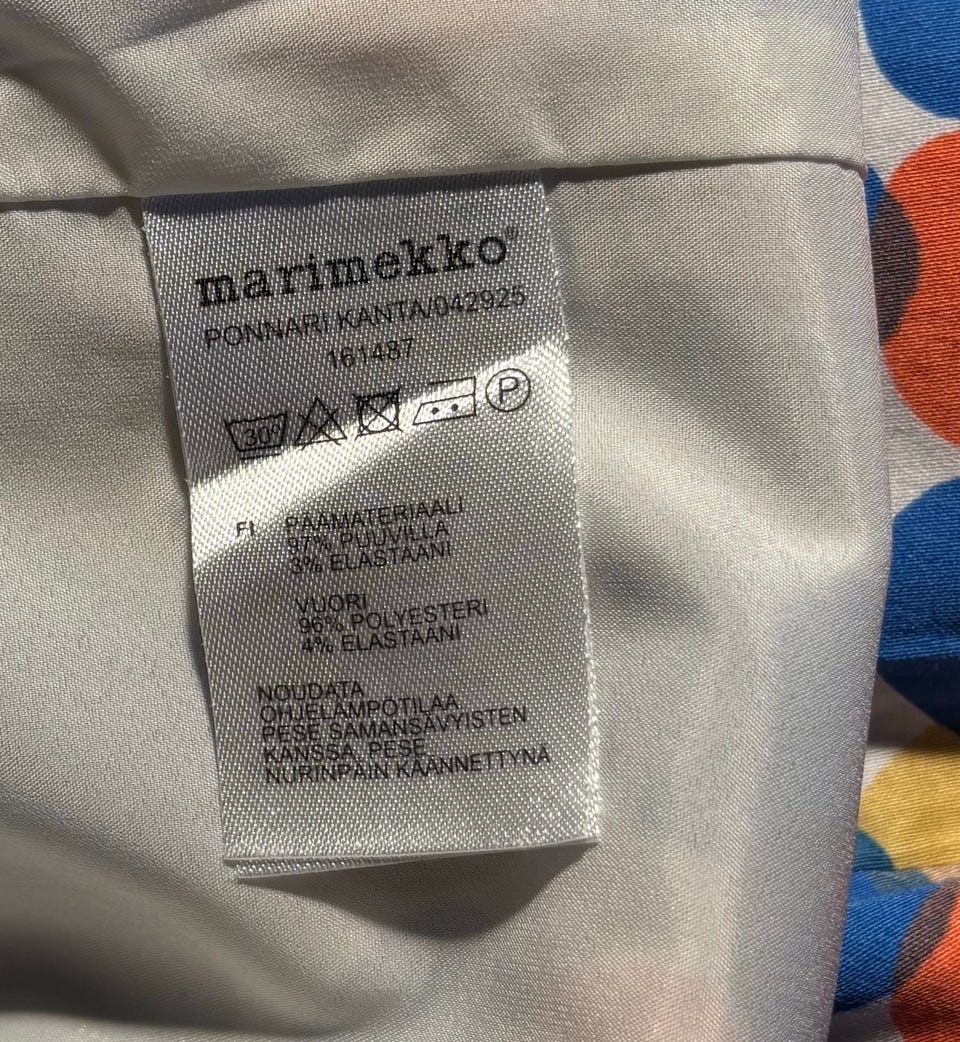 marimekko®
PONNARI KANTA/042925
161487
30° P
FI PÄÄMATERIAALI
97% PUUVILLA
3% ELASTAANI
VUORI
96% POLYESTERI
4% ELASTAANI
NOUDATA
OHJELÄMPÖTILAA
PESE SAMANSÄVYISTEN
KANSSA, PESE
NURINPÄIN KÄÄNNETTYNÄ